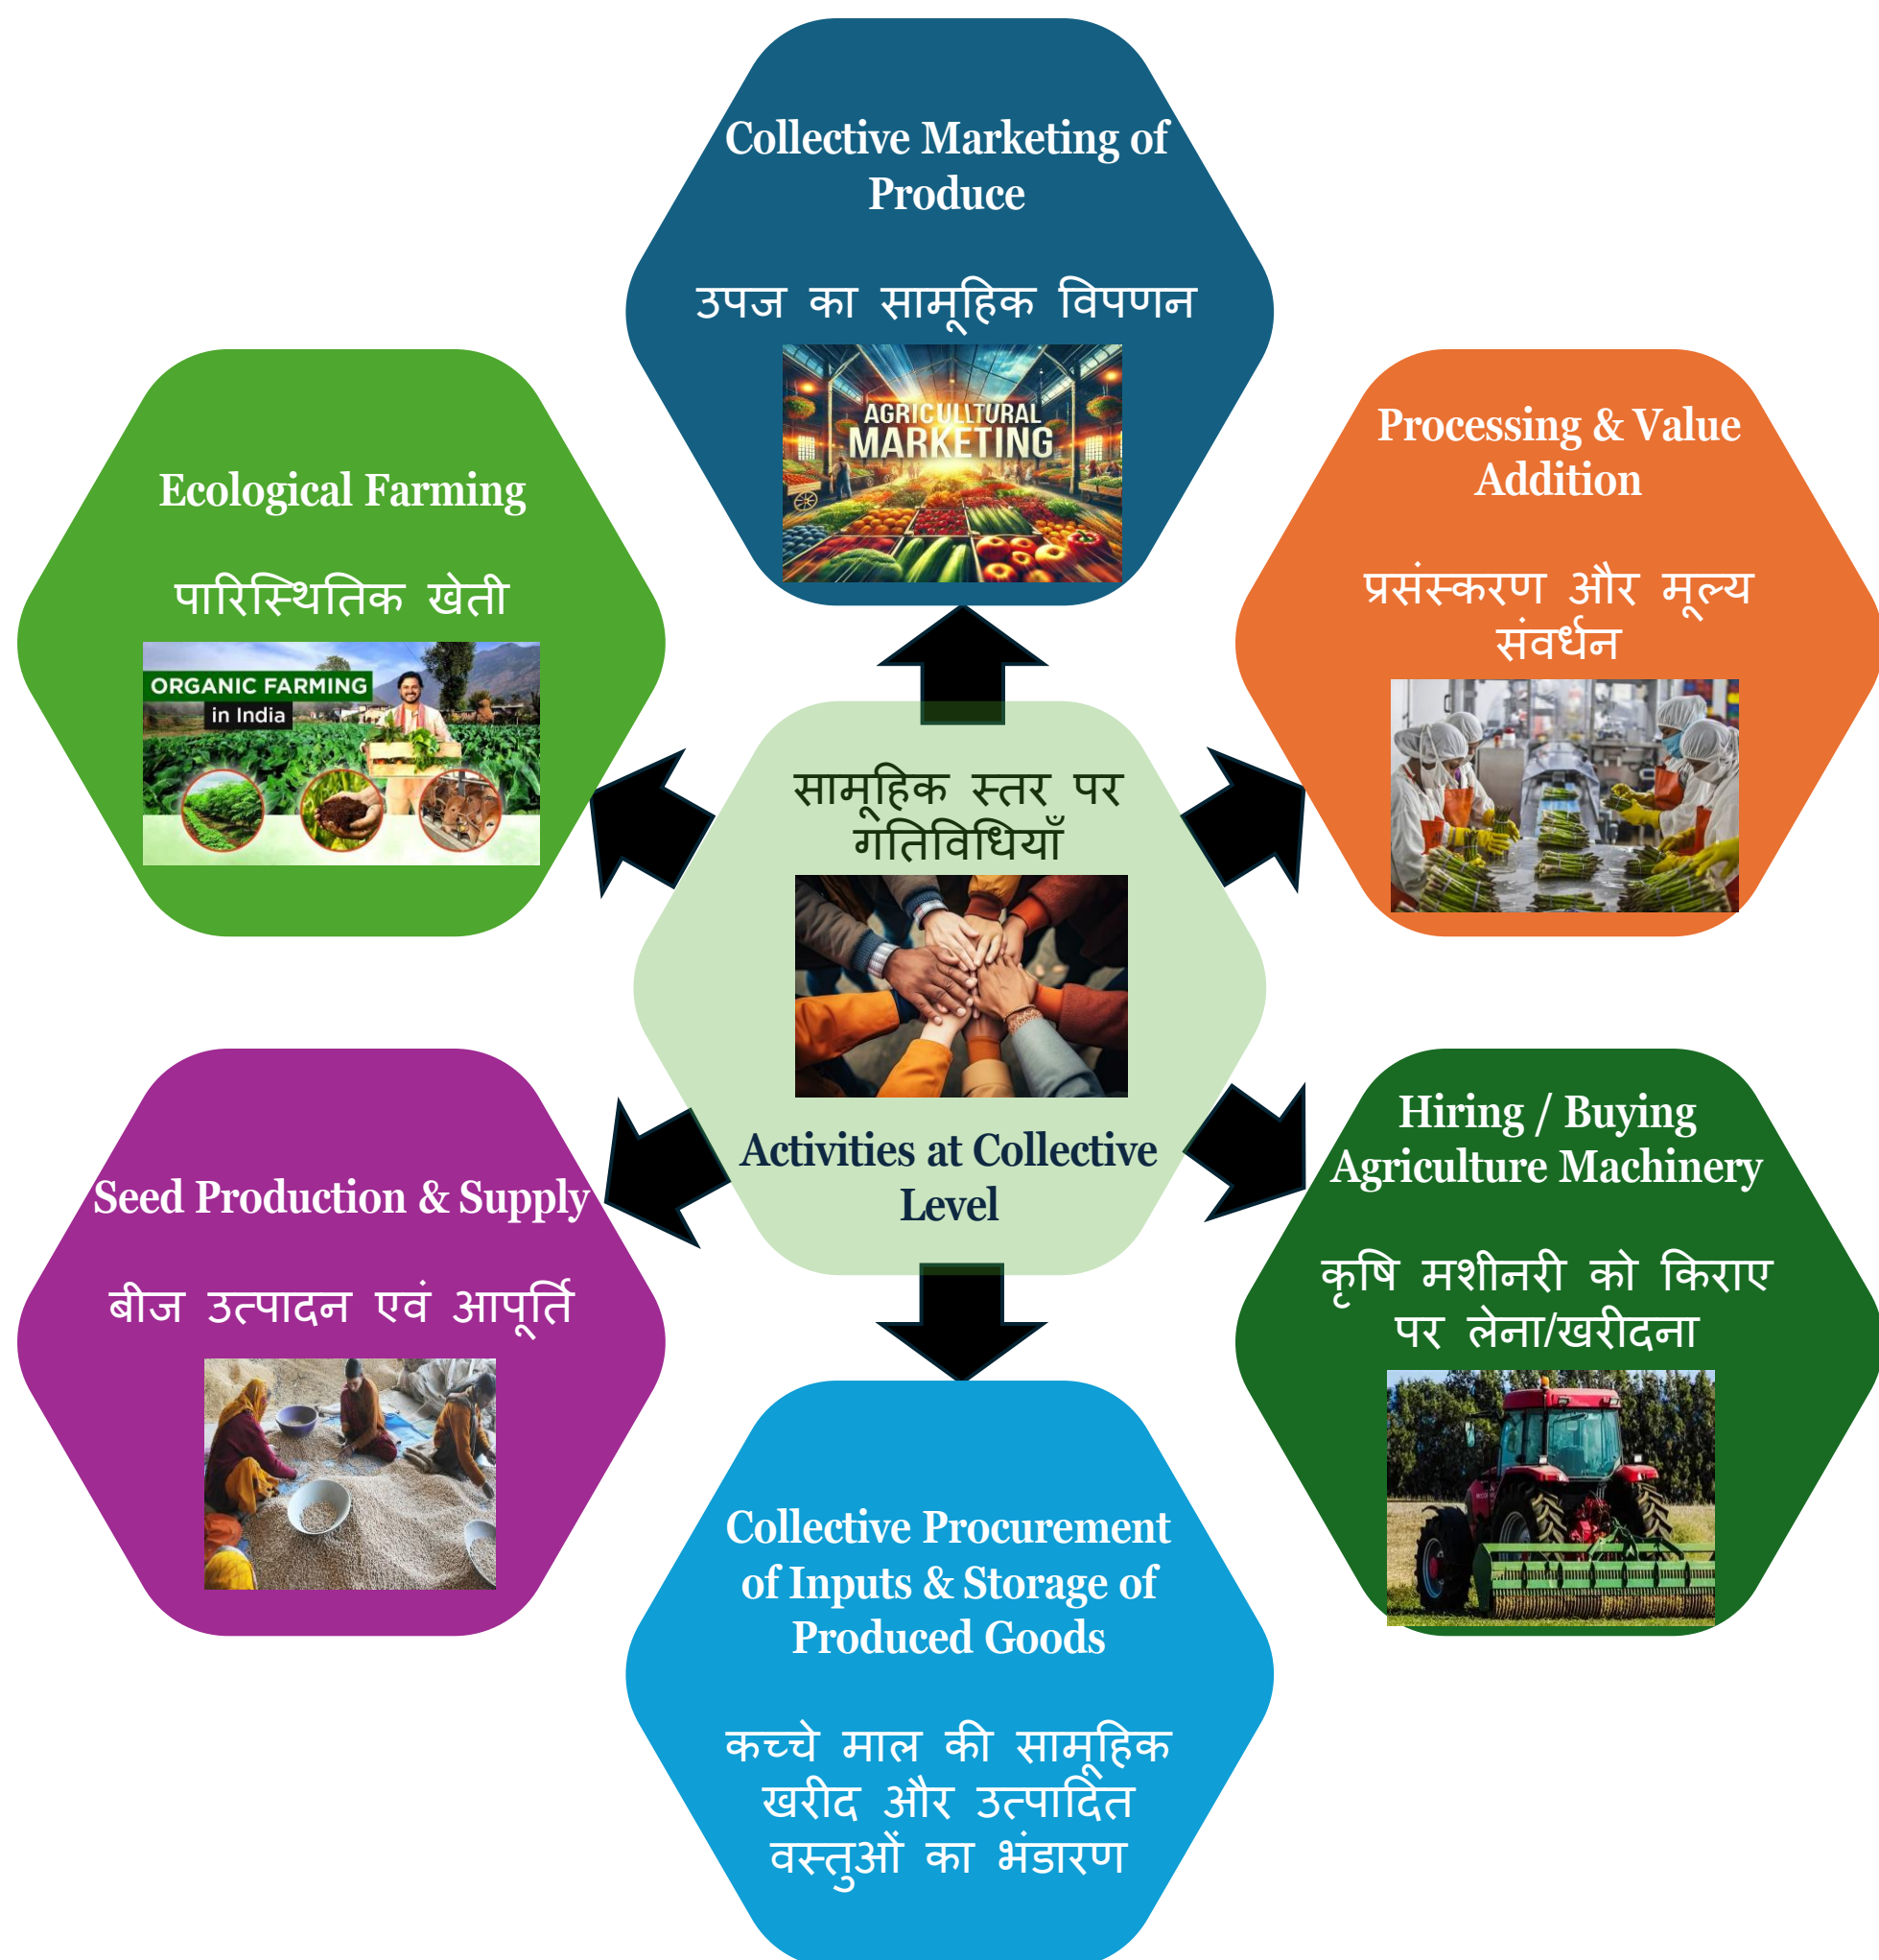 Collective Marketing of
Produce
उपज का सामूहिक विपणन
AGRICULLTURAL
MARKETING
Processing & Value
Addition
प्रसंस्करण और मूल्य
संवर्धन
Ecological Farming
पारिस्थितिक खेती
ORGANIC FARMING
in India
सामूहिक स्तर पर
गतिविधियाँ
Activities at Collective
Level
Hiring / Buying
Agriculture Machinery
कृषि मशीनरी को किराए
पर लेना/खरीदना
Seed Production & Supply
बीज उत्पादन एवं आपूर्ति
Collective Procurement
of Inputs & Storage of
Produced Goods
कच्चे माल की सामूहिक
खरीद और उत्पादित
वस्तुओं का भंडारण